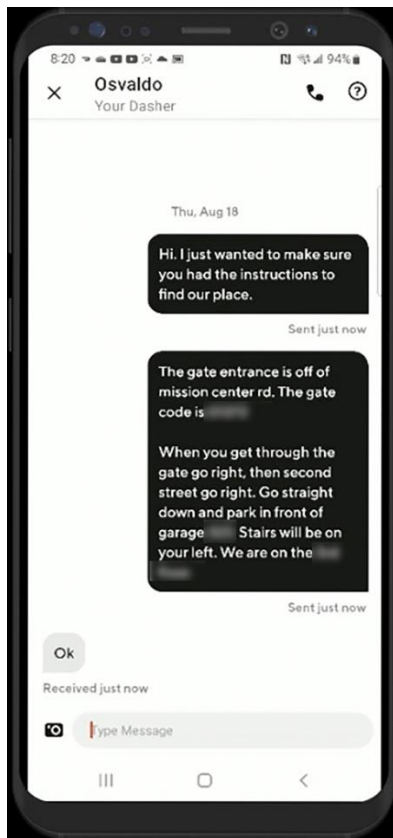 8:20
94%
Osvaldo
Your Dasher
Thu, Aug 18
Hi. I just wanted to make sure
you had the instructions to
find our place.
Sent just now
The gate entrance is off of
mission center rd. The gate
code is
When you get through the
gate go right, then second
street go right. Go straight
down and park in front of
garage Stairs will be on
your left. We are on the
Sent just now
Ok
Received just now
Type Message